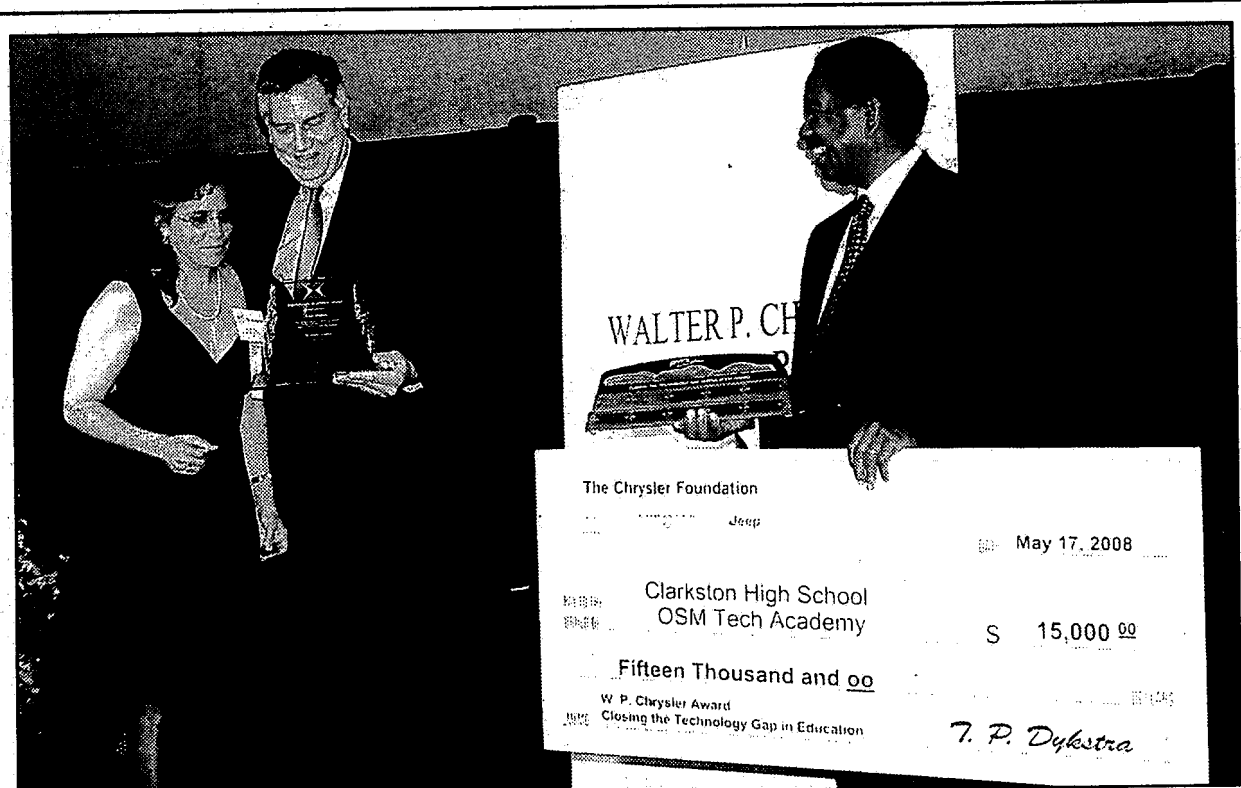 WALTER P. CH
The Chrysler Foundation
Jeep
May 17, 2008
Clarkston High School
OSM Tech Academy
$ 15,000 00
Fifteen Thousand and oo
W. P. Chrysler Award
Closing the Technology Gap in Education
T. P. Dykstra